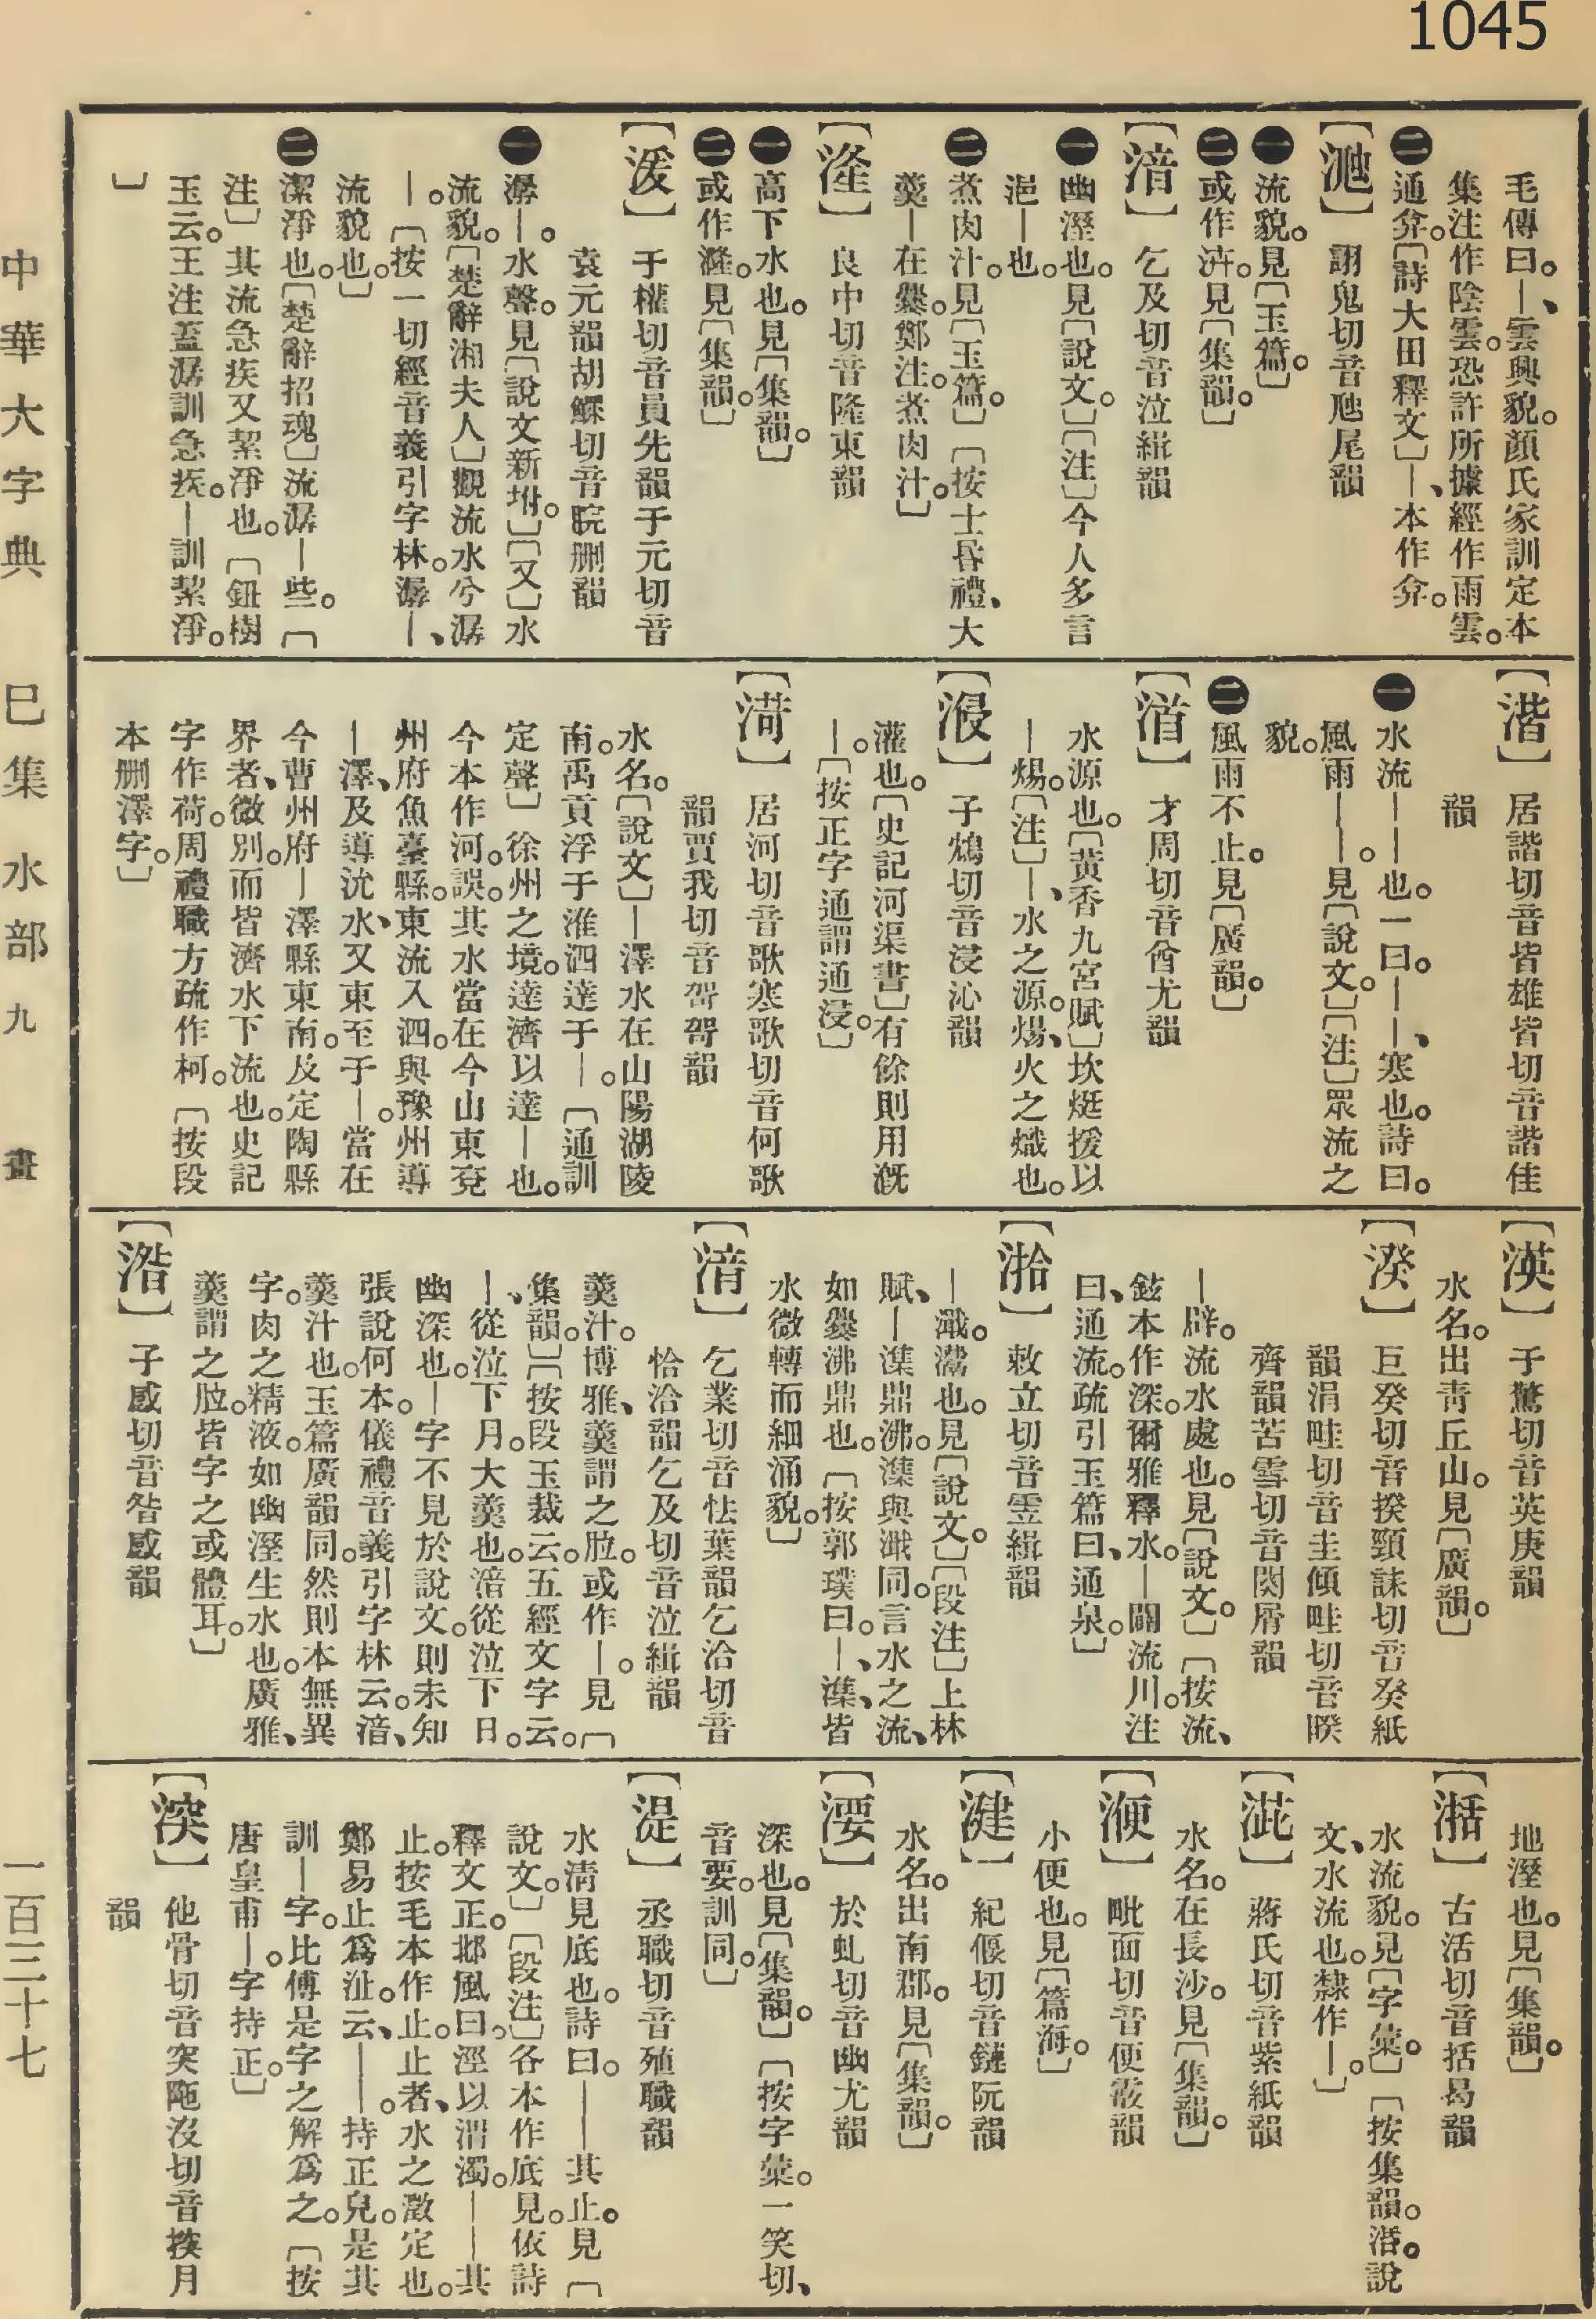 1045
毛傳曰。—、雲興貌。顏氏家訓定本
集注作陰雲。恐許所據經作雨雲。
㊁通弇。〔詩大田釋文〕—、本作弇。
【𣸣】 詡鬼切音虺尾韻
㊀流貌。見〔玉篇。〕
㊁或作㳅。見〔集韻。〕
【湆】 乞及切音泣緝韻
㊀幽溼也。見〔說文。〕〔注〕今人多言
浥—也。
㊁煮肉汁。見〔玉篇。〕〔按士昏禮、大
羹—在爨。鄭注。煮肉汁。〕
【湰】 良中切音隆東韻
㊀高下水也。見〔集韻。〕
㊁或作漋。見〔集韻。〕
【湲】 于權切音員先韻于元切音
袁元韻胡鰥切音睆刪韻
㊀潺—。水聲。見〔說文新坿。〕〔又〕水
流貌。〔楚辭湘夫人〕觀流水兮潺
—。〔按一切經音義引字林。潺—、
流貌也。〕
㊁潔淨也。〔楚辭招魂〕流潺—些。〔
注〕其流急疾又絜淨也。〔鈕樹
玉云。王注蓋潺訓急疾。—訓絜淨。
〕
【湝】 居諧切音皆雄皆切音諧佳
韻
㊀水流——也。一曰。——、寒也。詩曰。
風雨——。見〔說文。〕〔注〕眾流之
貌。
㊁風雨不止。見〔廣韻。〕
【湭】 才周切音酋尤韻
水源也。〔黃香九宮賦〕坎烻援以
—煬。〔注〕—、水之源。煬、火之熾也。
【浸】 子鴆切音浸沁韻
灌也。〔史記河渠書〕有餘則用溉
—。〔按正字通謂通浸。〕
【渮】 居河切音歌寒歌切音何歌
韻賈我切音哿哿韻
水名。〔說文〕—澤水在山陽湖陵
南。禹貢浮于淮泗達于—。〔通訓
定聲〕徐州之境。達濟以達—也。
今本作河。誤。其水當在今山東兗
州府魚臺縣。東流入泗。與豫州導
—澤、及導沇水、又東至于—。當在
今曹州府—澤縣東南。反定陶縣
界者、微別。而皆濟水下流也。史記
字作荷。周禮職方疏作柯。〔按段
本刪澤字。〕
【渶】 于驚切音英庚韻
水名。出靑丘山。見〔廣韻。〕
【湀】 巨癸切音揆頸誄切音癸紙
韻涓畦切音圭傾畦切音睽
齊韻苦雪切音闋屑韻
—辟。流水處也。見〔說文。〕〔按流、
鉉本作深。爾雅釋水。—闢流川。注
曰、通流。疏引玉篇曰、通泉。〕
【湁】 敕立切音霫緝韻
—潗。鬻也。見〔說文。〕〔段注〕上林
賦、—潗鼎沸。潗與潗同。言水之流、
如爨沸鼎也。〔按郭璞曰。—、潗、皆
水微轉而細涌貌。〕
【湇】 乞業切音怯葉韻乞洽切音
恰洽韻乞及切音泣緝韻
羹汁。博雅、羹謂之䐄。或作—。見〔
集韻。〕〔按段玉裁云。五經文字云。
—、從泣下月。大羹也。湆從泣下日。
幽深也。—字不見於說文。則未知
張說何本。儀禮音義引字林云。湆、
羹汁也。玉篇廣韻同。然則本無異
字。肉之精液。如幽溼生水也。廣雅、
羹謂之䐄。皆字之或體耳。〕
【湽】 子感切音昝感韻
地溼也。見〔集韻。〕
【湉】 古活切音括曷韻
水流貌。見〔字彙〕〔按集韻。湉。說
文、水流也。隸作—。〕
【湠】 蔣氏切音紫紙韻
水名。在長沙。見〔集韻。〕
【㴜】 毗面切音便霰韻
小便也。見〔篇海。〕
【湕】 紀偃切音鏈阮韻
水名。出南郡。見〔集韻。〕
【㴗】 於虬切音幽尤韻
深也。見〔集韻。〕〔按字彙。一笑切、
音要。訓同。〕
【湜】 丞職切音殖職韻
水清見底也。詩曰。——其止。見〔
說文。〕〔段注〕各本作底見。依詩
釋文正。邶風曰。涇以渭濁。——其
止。按毛本作止。止者、水之澂定也。
鄭易止爲沚。云、——。持正皃。是其
訓—字。比傅是字之解爲之。〔按
唐皇甫—。字持正。〕
【湥】 他骨切音突陁沒切音揬月
韻
中華大字典 巳集 水部 九畫 一百三十七